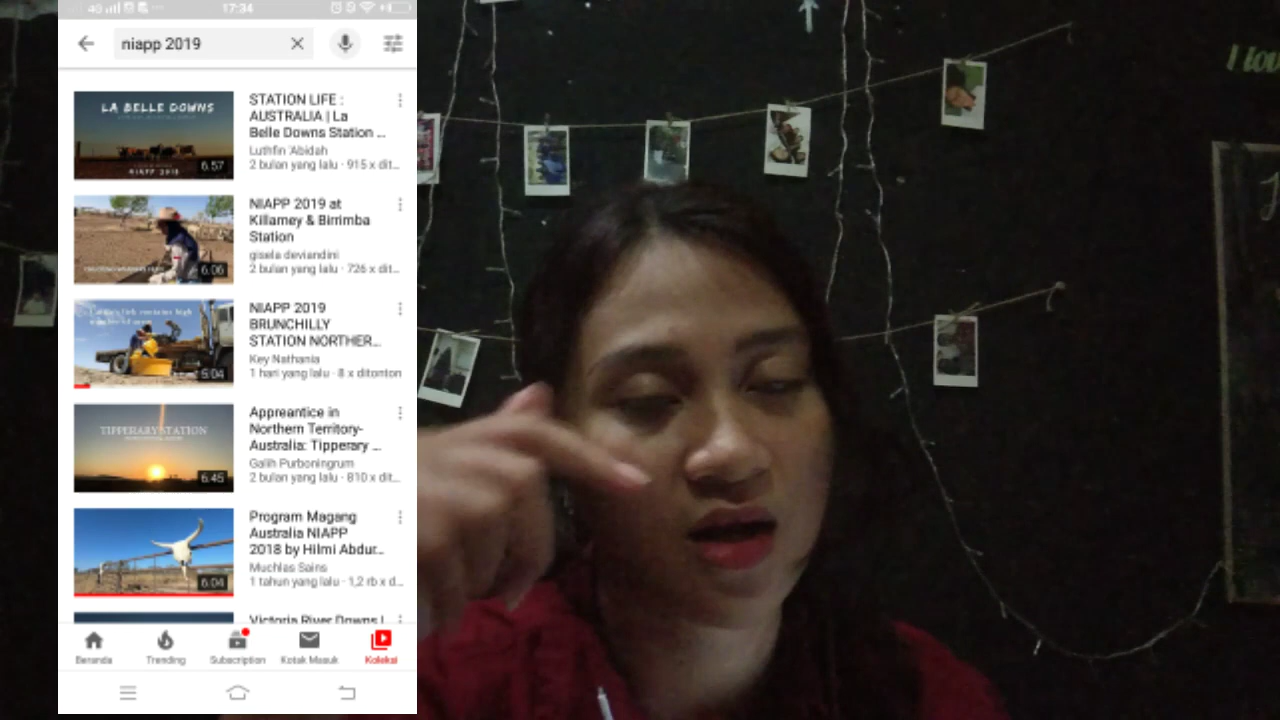 4G 17:34
niapp 2019
LA BELLE DOWNS
NIAPP 2018
6.57
STATION LIFE :
AUSTRALIA | La
Belle Downs Station ...
Luthfin 'Abidah
2 bulan yang lalu · 915 x dit...
6.06
NIAPP 2019 at
Killarney & Birrimba
Station
gisela deviandini
2 bulan yang lalu · 726 x dit...
5:04
NIAPP 2019
BRUNCHILLY
STATION NORTHER...
Key Nathania
1 hari yang lalu · 8 x ditonton
TIPPERARY STATION
6.45
Appreantice in
Northern Territory-
Australia: Tipperary ...
Galih Purboningrum
2 bulan yang lalu · 810 x dit...
6.04
Program Magang
Australia NIAPP
2018 by Hilmi Abdur...
Muchlas Sains
1 tahun yang lalu · 1,2 rb x d...
Victoria River Downs |
Beranda Trending Subscription Kotak Masuk Koleksi
I lov